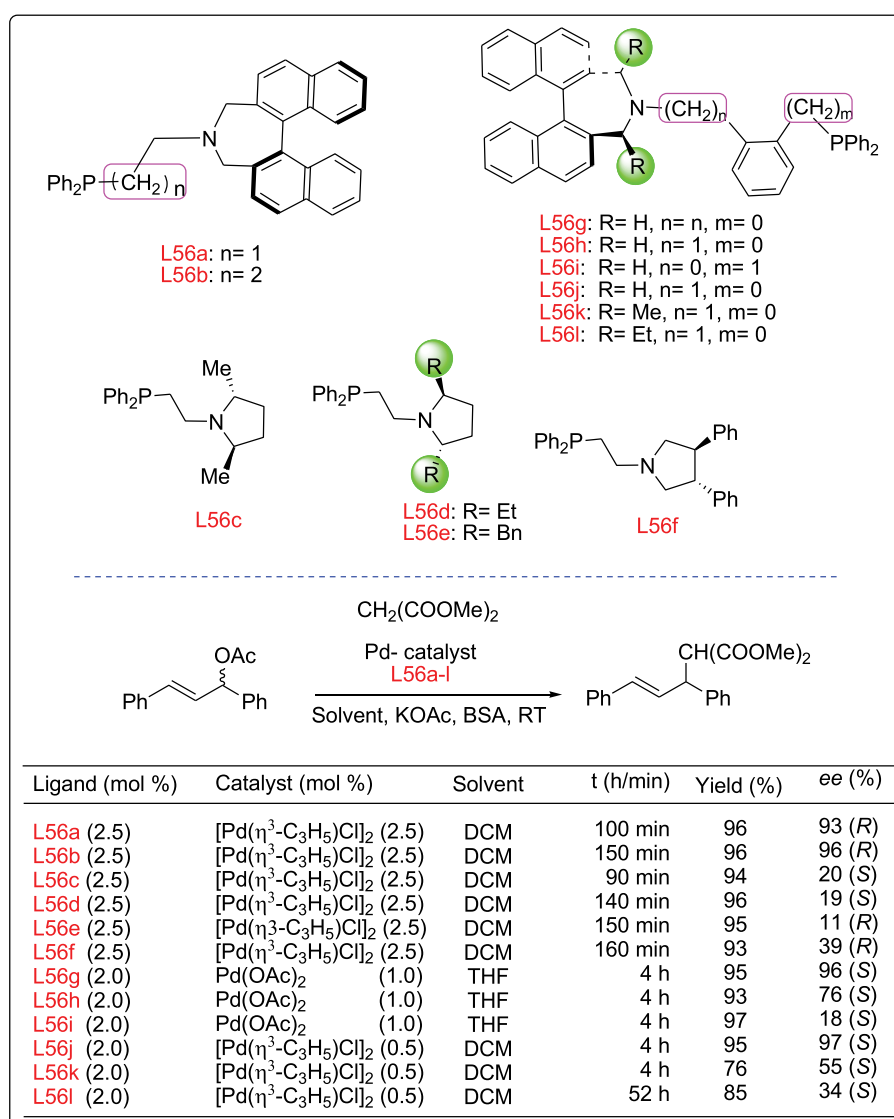 Ph2P
(CH2)n
N
L56a: n= 1
L56b: n= 2
R
N
(CH2)n
(CH2)m
PPh2
R
L56g: R= H, n= n, m= 0
L56h: R= H, n= 1, m= 0
L56i: R= H, n= 0, m= 1
L56j: R= H, n= 1, m= 0
L56k: R= Me, n= 1, m= 0
L56l: R= Et, n= 1, m= 0
Me
Ph2P
N
Me
L56c
R
Ph2P
N
R
L56d: R= Et
L56e: R= Bn
Ph2P
N
Ph
Ph
L56f
OAc
Ph
Ph
CH2(COOMe)2
Pd- catalyst
L56a-l
Solvent, KOAc, BSA, RT
CH(COOMe)2
Ph
Ph
Ligand (mol %) Catalyst (mol %) Solvent t (h/min) Yield (%) ee (%)
L56a (2.5) [Pd(η³-C3H5)Cl]2 (2.5) DCM 100 min 96 93 (R)
L56b (2.5) [Pd(η³-C3H5)Cl]2 (2.5) DCM 150 min 96 96 (R)
L56c (2.5) [Pd(η³-C3H5)Cl]2 (2.5) DCM 90 min 94 20 (S)
L56d (2.5) [Pd(η³-C3H5)Cl]2 (2.5) DCM 140 min 96 19 (S)
L56e (2.5) [Pd(η3-C3H5)Cl]2 (2.5) DCM 150 min 95 11 (R)
L56f (2.5) [Pd(η³-C3H5)Cl]2 (2.5) DCM 160 min 93 39 (R)
L56g (2.0) Pd(OAc)2 (1.0) THF 4 h 95 96 (S)
L56h (2.0) Pd(OAc)2 (1.0) THF 4 h 93 76 (S)
L56i (2.0) Pd(OAc)2 (1.0) THF 4 h 97 18 (S)
L56j (2.0) [Pd(η³-C3H5)Cl]2 (0.5) DCM 4 h 95 97 (S)
L56k (2.0) [Pd(η³-C3H5)Cl]2 (0.5) DCM 4 h 76 55 (S)
L56l (2.0) [Pd(η³-C3H5)Cl]2 (0.5) DCM 52 h 85 34 (S)